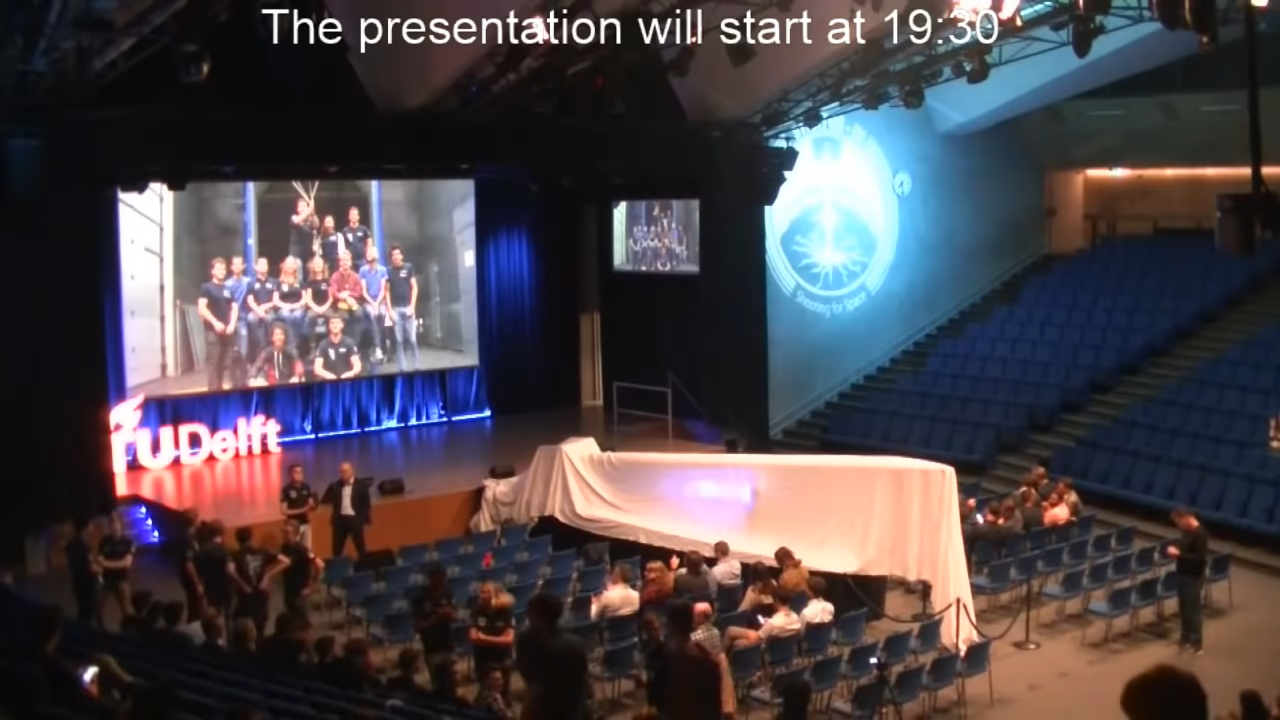 The presentation will start at 19:30
TUDelft
Shooting for Space